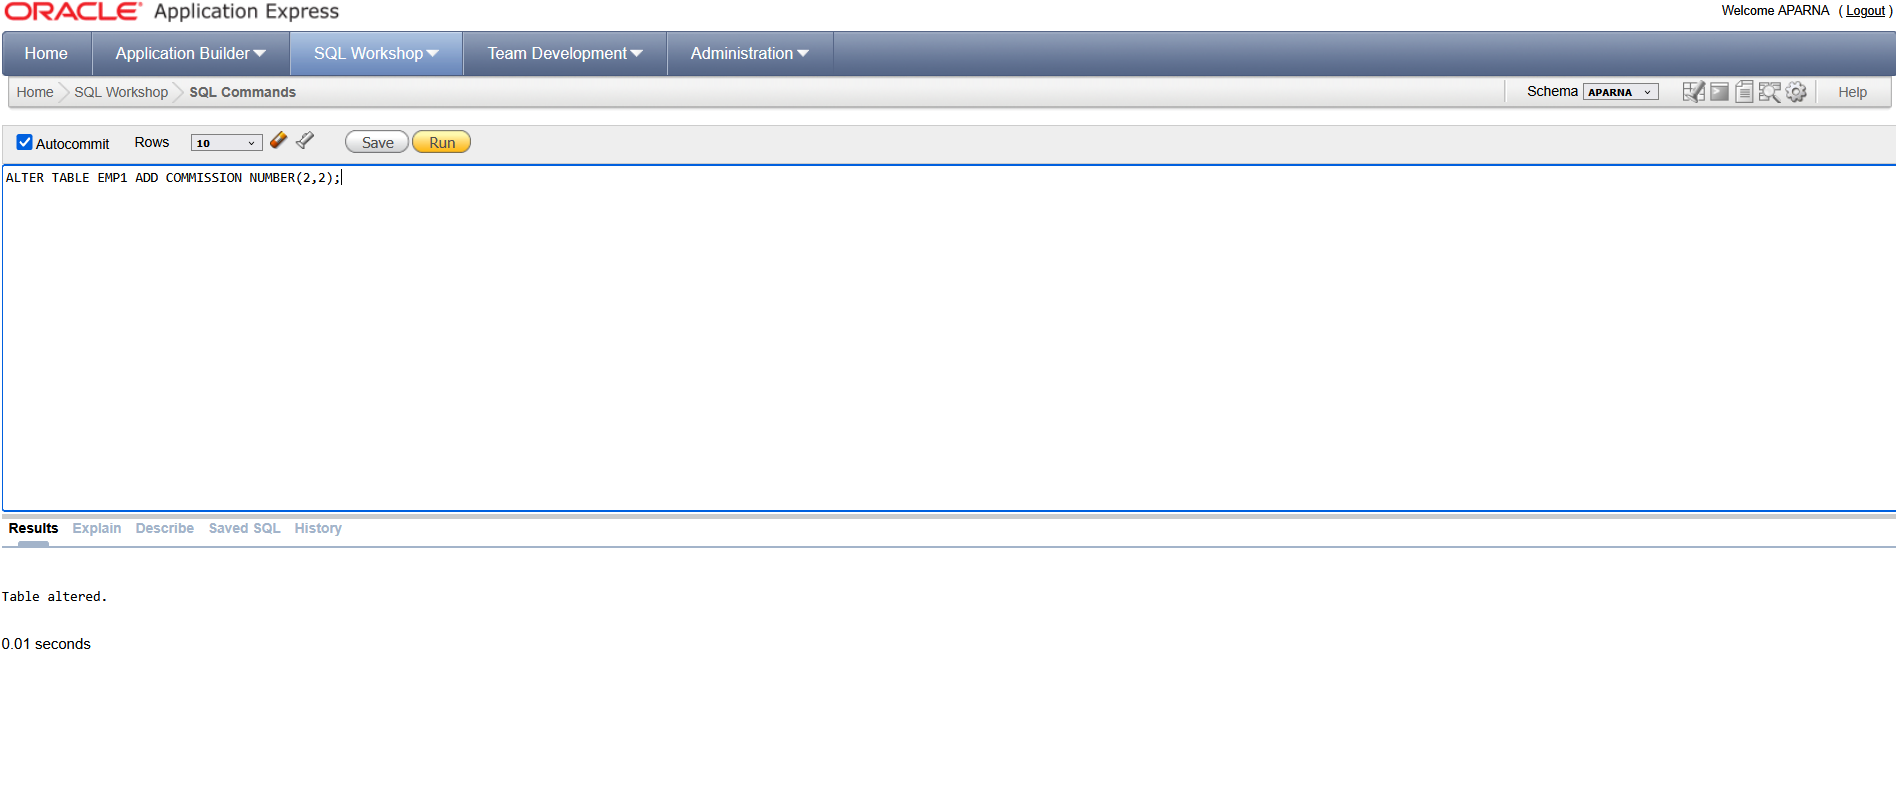 ORACLE Application Express
Welcome APARNA ( Logout )
Home Application Builder SQL Workshop Team Development Administration
Home SQL Workshop SQL Commands Schema APARNA Help
Autocommit Rows 10 Save Run
ALTER TABLE EMP1 ADD COMMISSION NUMBER(2,2);
Results Explain Describe Saved SQL History
Table altered.
0.01 seconds